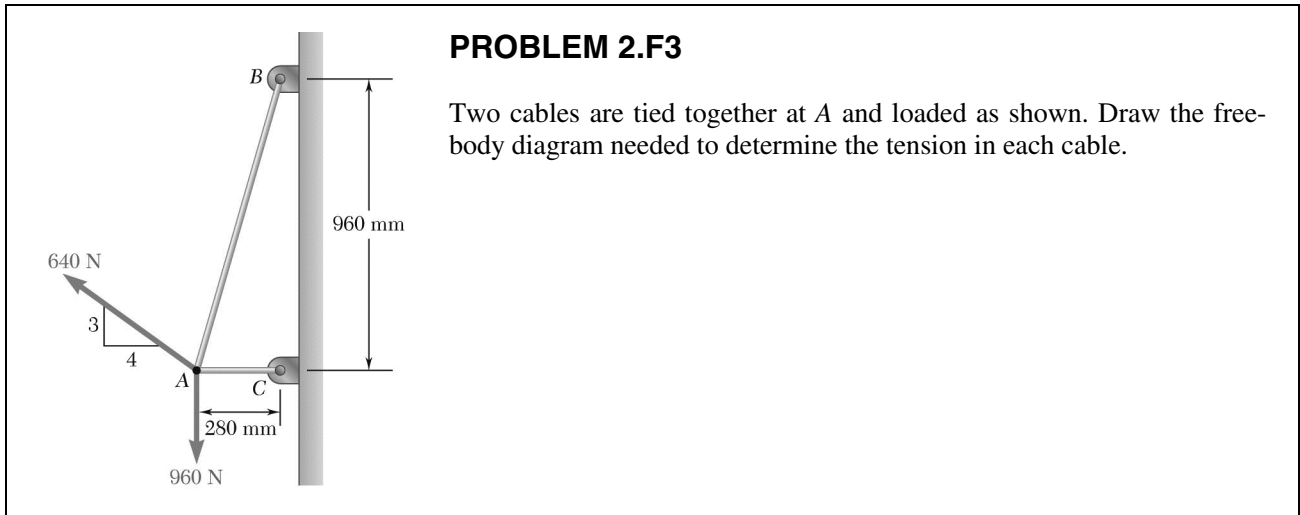 PROBLEM 2.F3
Two cables are tied together at A and loaded as shown. Draw the free-
body diagram needed to determine the tension in each cable.
B
960 mm
640 N
3
4
A
C
280 mm
960 N